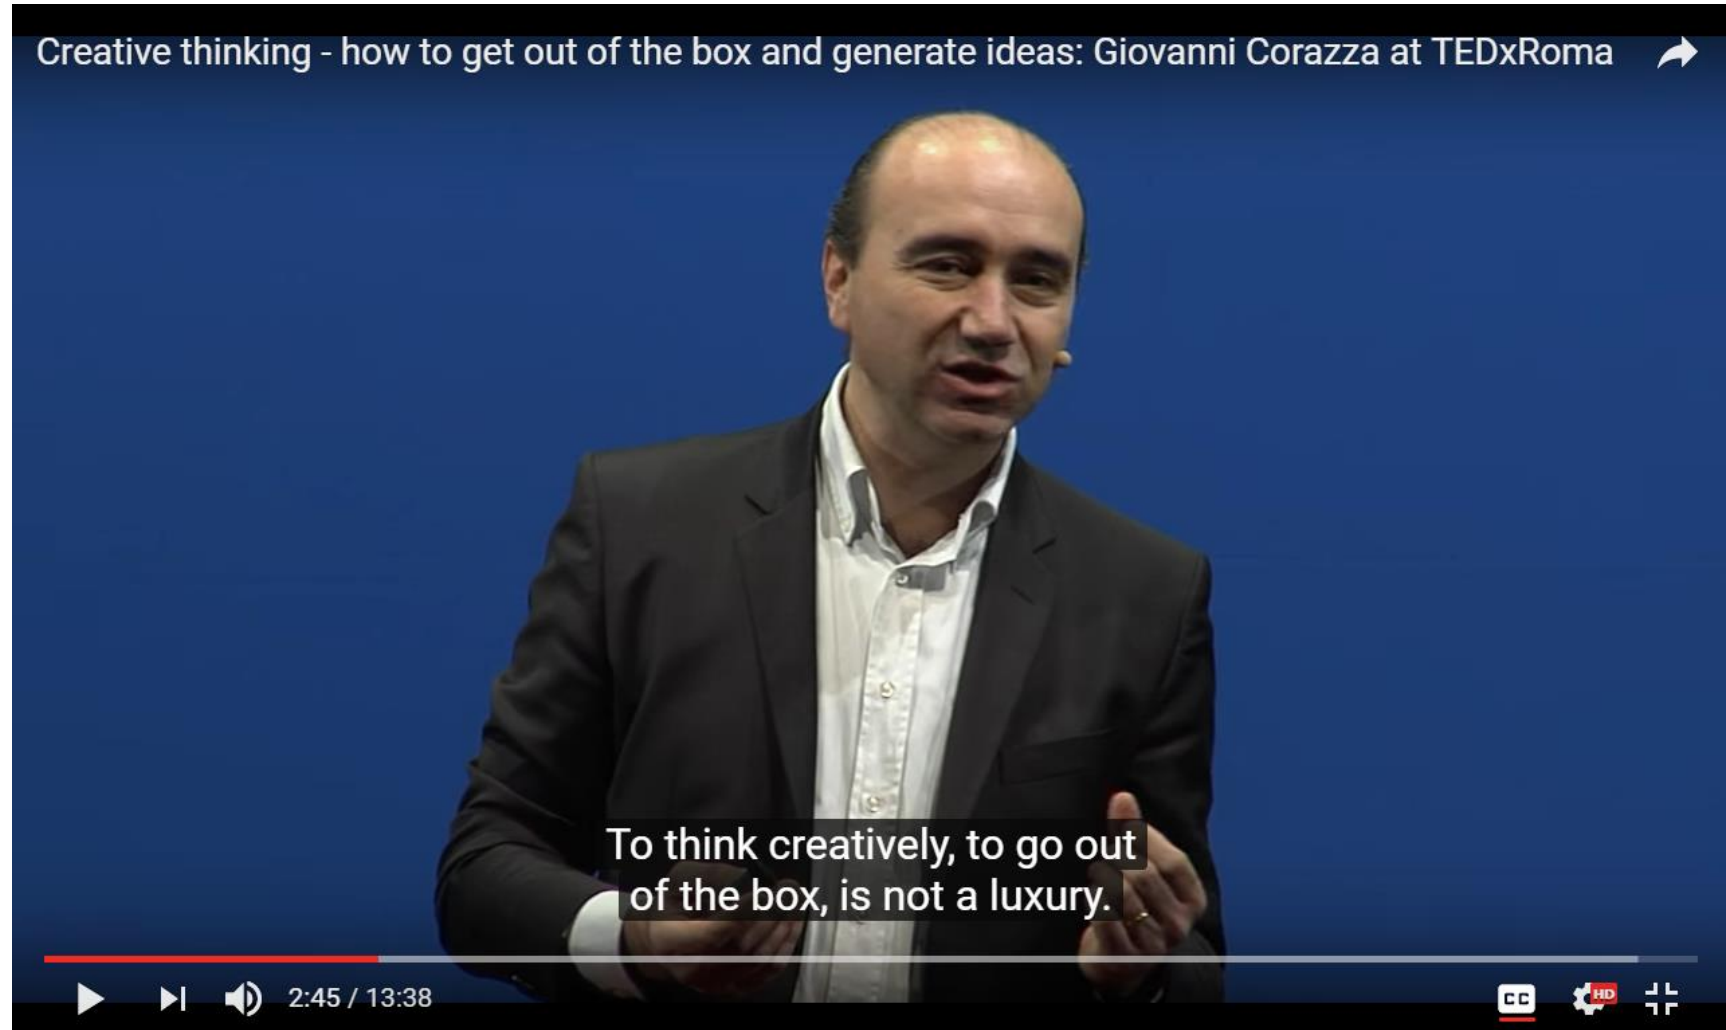 Creative thinking - how to get out of the box and generate ideas: Giovanni Corazza at TEDxRoma
To think creatively, to go out
of the box, is not a luxury.
2:45 / 13:38
CC
HD